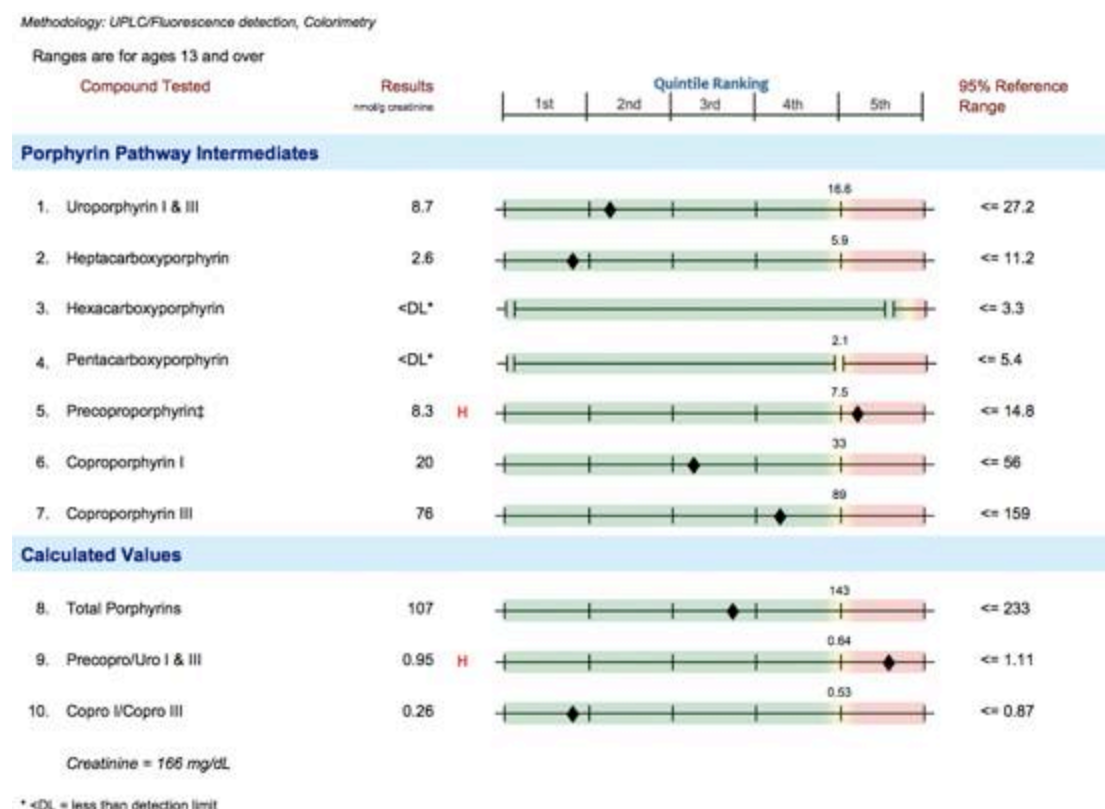 Methodology: UPLC/Fluorescence detection, Colorimetry
Ranges are for ages 13 and over
Compound Tested Results Quintile Ranking 95% Reference
nmol/g creatinine 1st 2nd 3rd 4th 5th Range
Porphyrin Pathway Intermediates
16.6
1. Uroporphyrin I & III 8.7 <= 27.2
5.9
2. Heptacarboxyporphyrin 2.6 <= 11.2
3. Hexacarboxyporphyrin <DL* <= 3.3
2.1
4. Pentacarboxyporphyrin <DL* <= 5.4
7.5
5. Precoproporphyrin‡ 8.3 H <= 14.8
33
6. Coproporphyrin I 20 <= 56
89
7. Coproporphyrin III 76 <= 159
Calculated Values
143
8. Total Porphyrins 107 <= 233
0.64
9. Precopro/Uro I & III 0.95 H <= 1.11
0.53
10. Copro I/Copro III 0.26 <= 0.87
Creatinine = 166 mg/dL
* <DL = less than detection limit